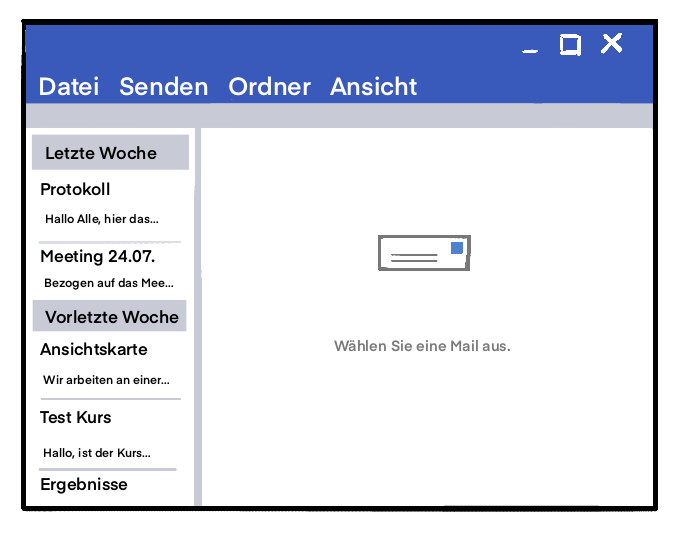 Datei Senden Ordner Ansicht
Letzte Woche
Protokoll
Hallo Alle, hier das...
Meeting 24.07.
Bezogen auf das Mee...
Vorletzte Woche
Ansichtskarte
Wir arbeiten an einer...
Test Kurs
Hallo, ist der Kurs...
Ergebnisse
Wählen Sie eine Mail aus.